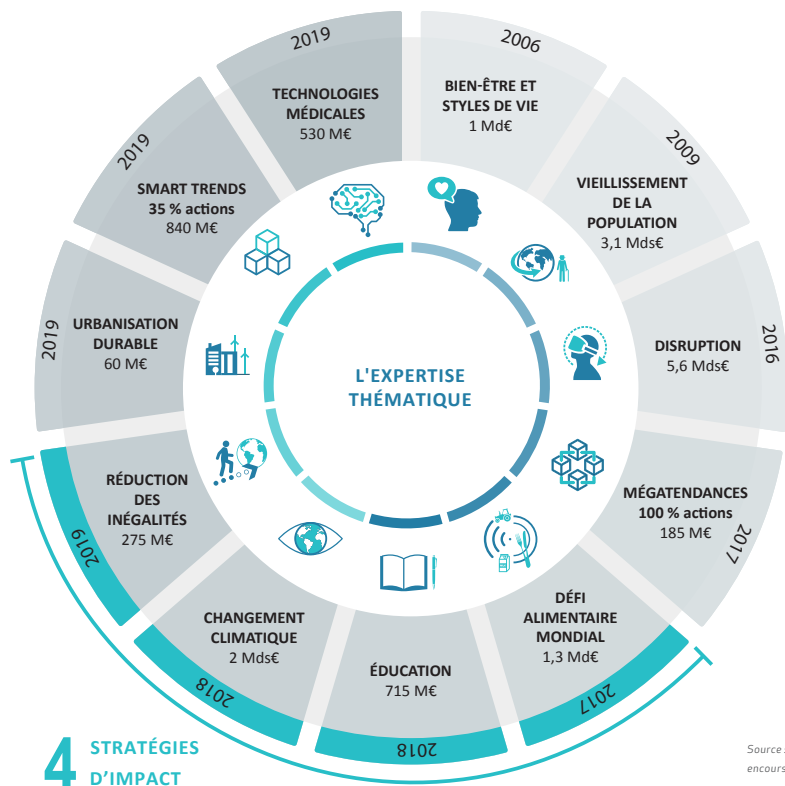 2006
BIEN-ÊTRE ET
STYLES DE VIE
1 Md€
2009
VIEILLISSEMENT
DE LA
POPULATION
3,1 Mds€
2016
DISRUPTION
5,6 Mds€
2017
MÉGATENDANCES
100 % actions
185 M€
2017
DÉFI
ALIMENTAIRE
MONDIAL
1,3 Md€
2018
ÉDUCATION
715 M€
2018
CHANGEMENT
CLIMATIQUE
2 Mds€
2019
RÉDUCTION
DES
INÉGALITÉS
275 M€
2019
URBANISATION
DURABLE
60 M€
2019
SMART TRENDS
35 % actions
840 M€
2019
TECHNOLOGIES
MÉDICALES
530 M€
L'EXPERTISE
THÉMATIQUE
4 STRATÉGIES
D'IMPACT
Source
encours